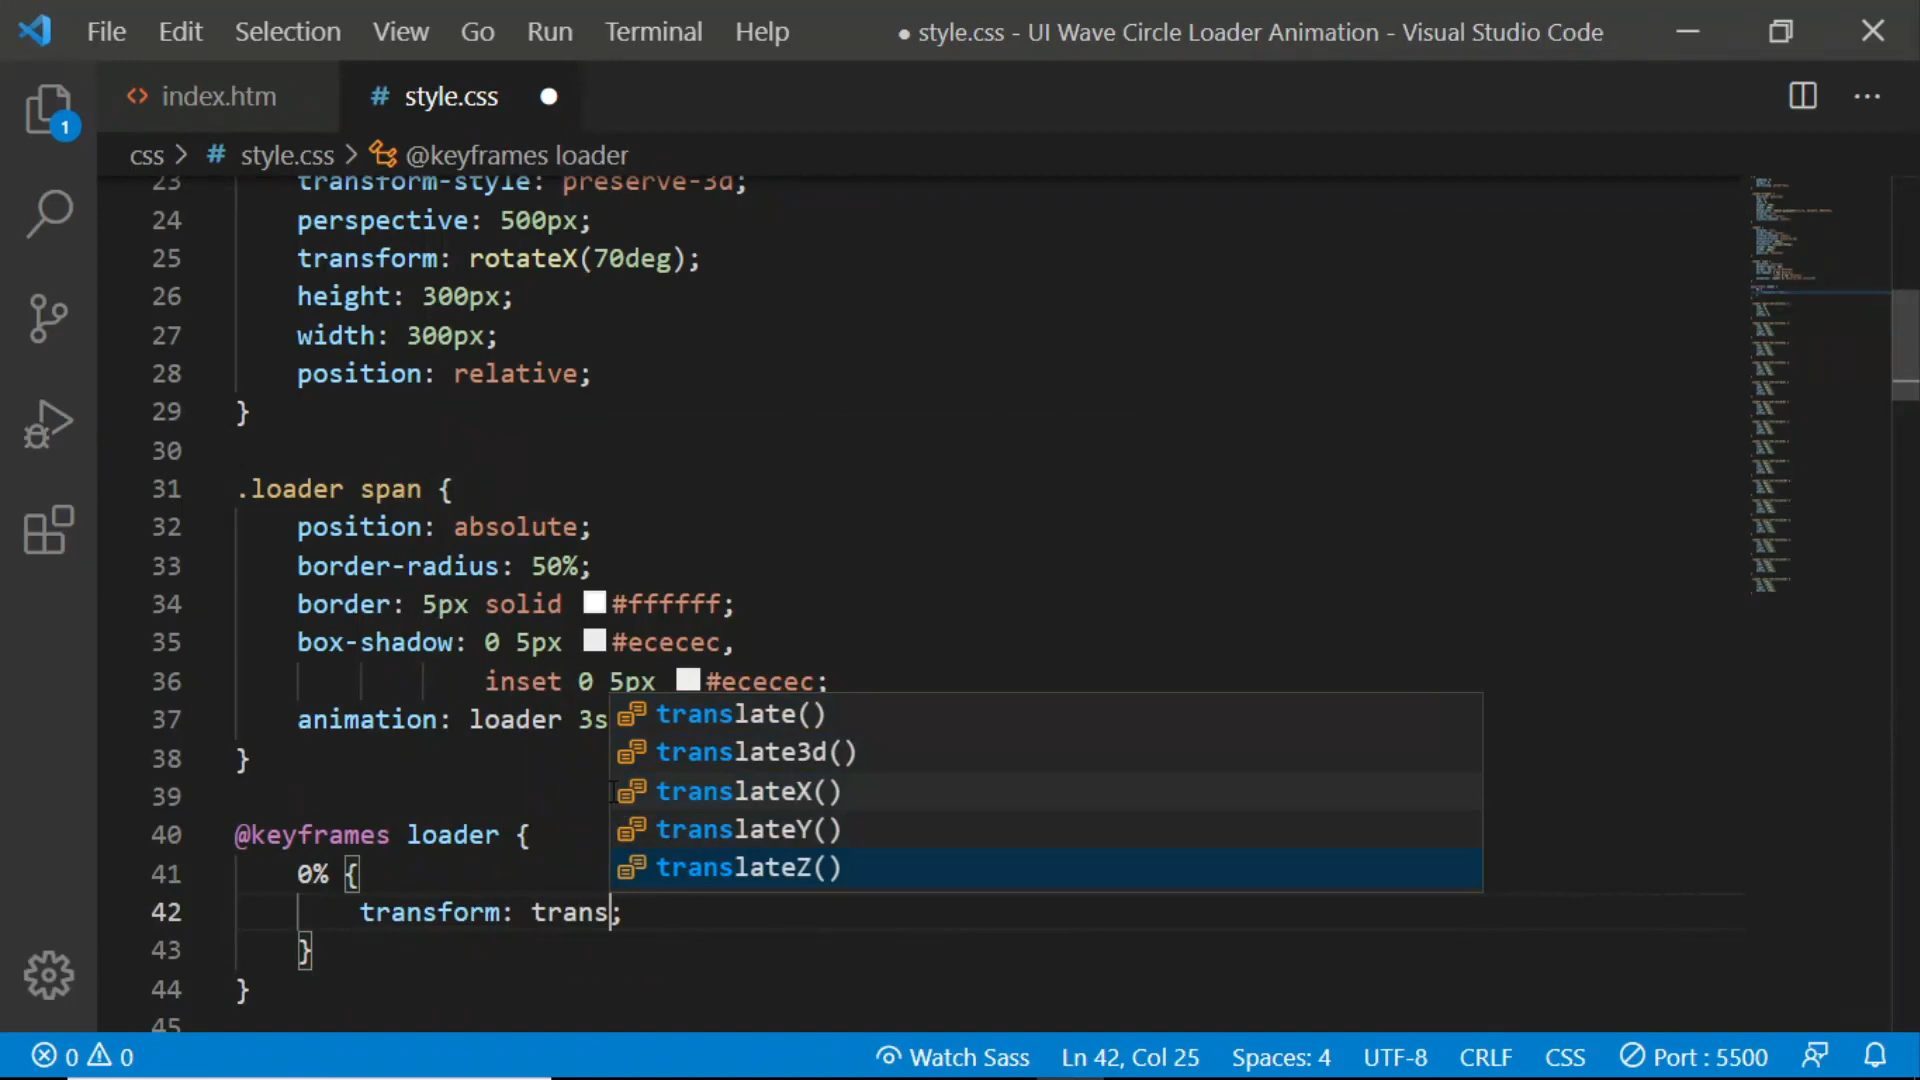 File Edit Selection View Go Run Terminal Help ● style.css - UI Wave Circle Loader Animation - Visual Studio Code
1
<> index.htm # style.css ●
css > # style.css > @keyframes loader
23 transform-style: preserve-3d;
24 perspective: 500px;
25 transform: rotateX(70deg);
26 height: 300px;
27 width: 300px;
28 position: relative;
29 }
30
31 .loader span {
32 position: absolute;
33 border-radius: 50%;
34 border: 5px solid #ffffff;
35 box-shadow: 0 5px #ececec,
36 inset 0 5px #ececec;
37 animation: loader 3s
38 }
39
40 @keyframes loader {
41 0% {
42 transform: trans;
43 }
44 }
45
translate()
translate3d()
translateX()
translateY()
translateZ()
0 0 Watch Sass Ln 42, Col 25 Spaces: 4 UTF-8 CRLF CSS Port : 5500